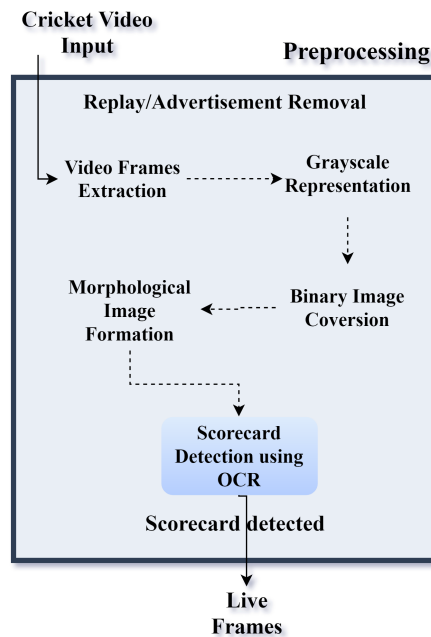 Cricket Video
Input
Preprocessing
Replay/Advertisement Removal
Video Frames
Extraction
Grayscale
Representation
Binary Image
Coversion
Morphological
Image
Formation
Scorecard
Detection using
OCR
Scorecard detected
Live
Frames